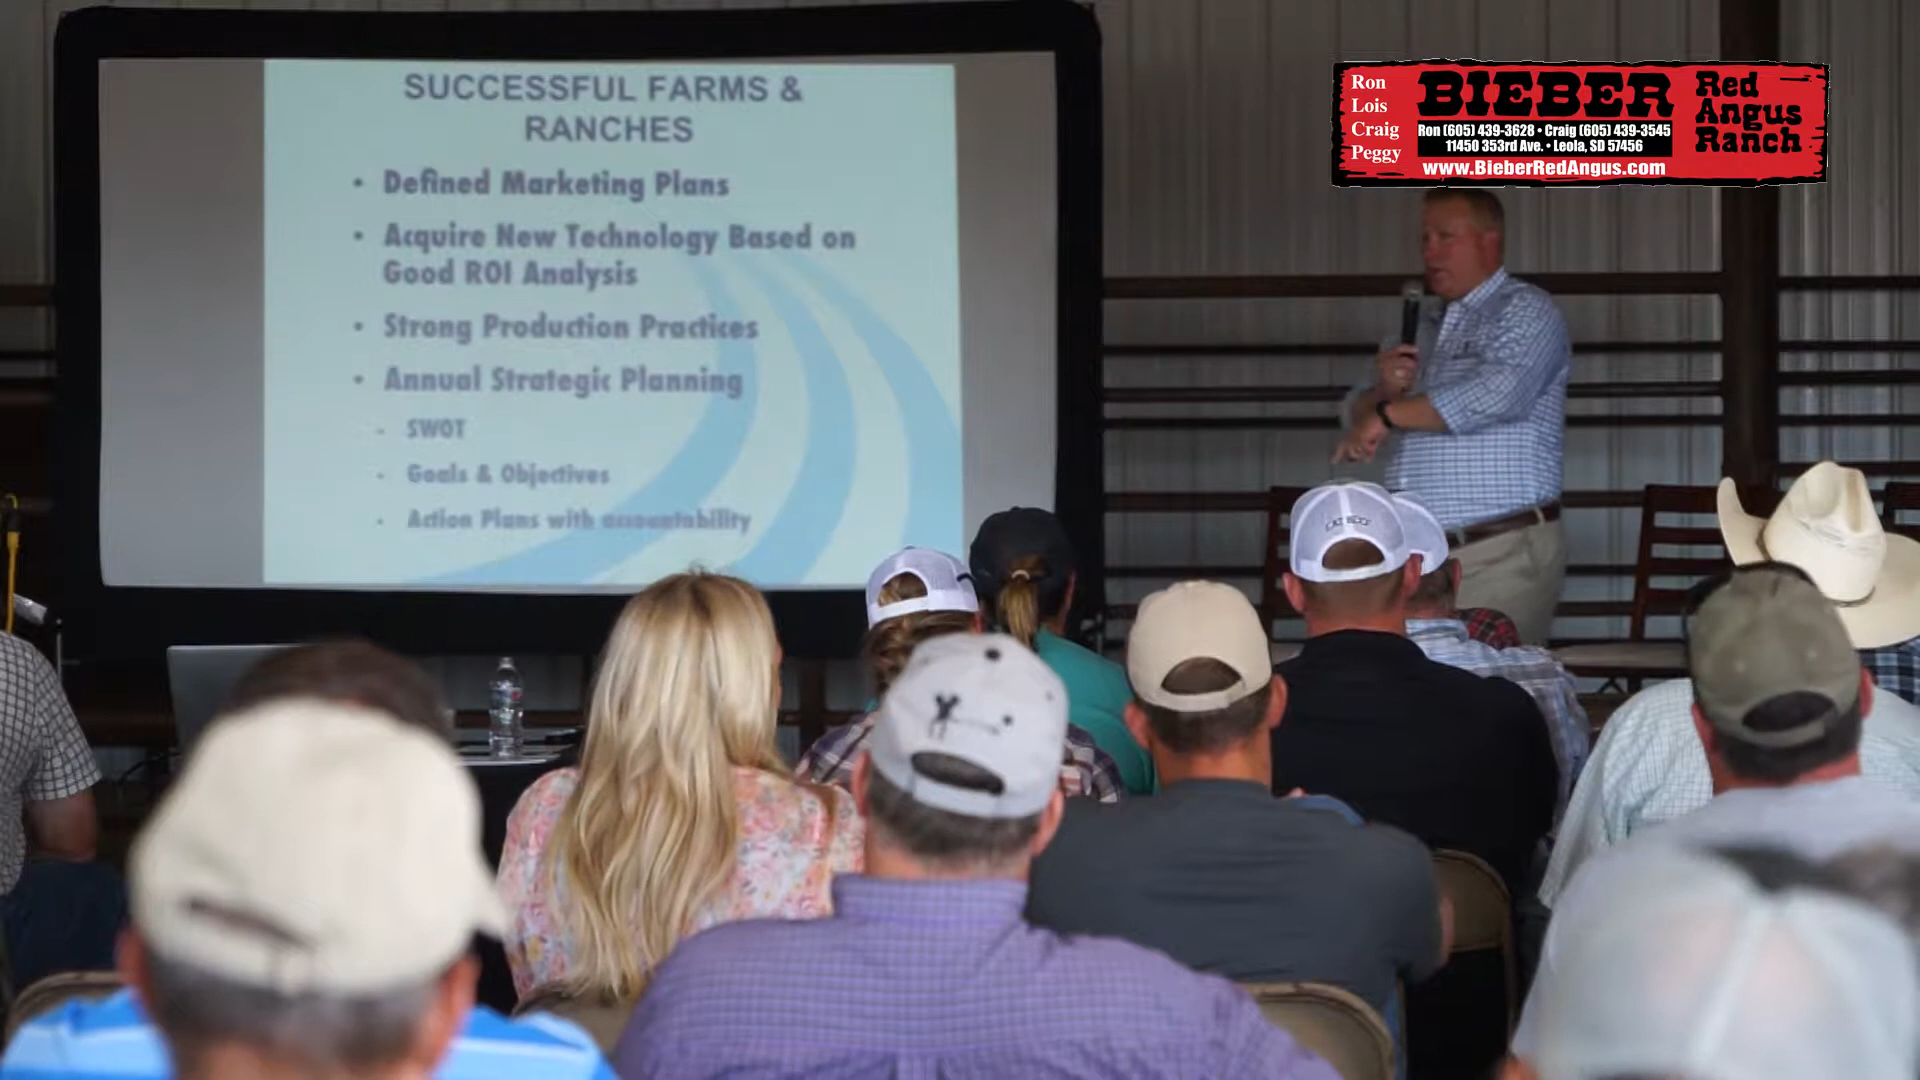 SUCCESSFUL FARMS &
RANCHES
• Defined Marketing Plans
• Acquire New Technology Based on
Good ROI Analysis
• Strong Production Practices
• Annual Strategic Planning
- SWOT
- Goals & Objectives
- Action Plans with accountability
Ron
Lois
Craig
Peggy
BIEBER
Ron (605) 439-3628 • Craig (605) 439-3545
11450 353rd Ave. • Leola, SD 57456
www.BieberRedAngus.com
Red
Angus
Ranch